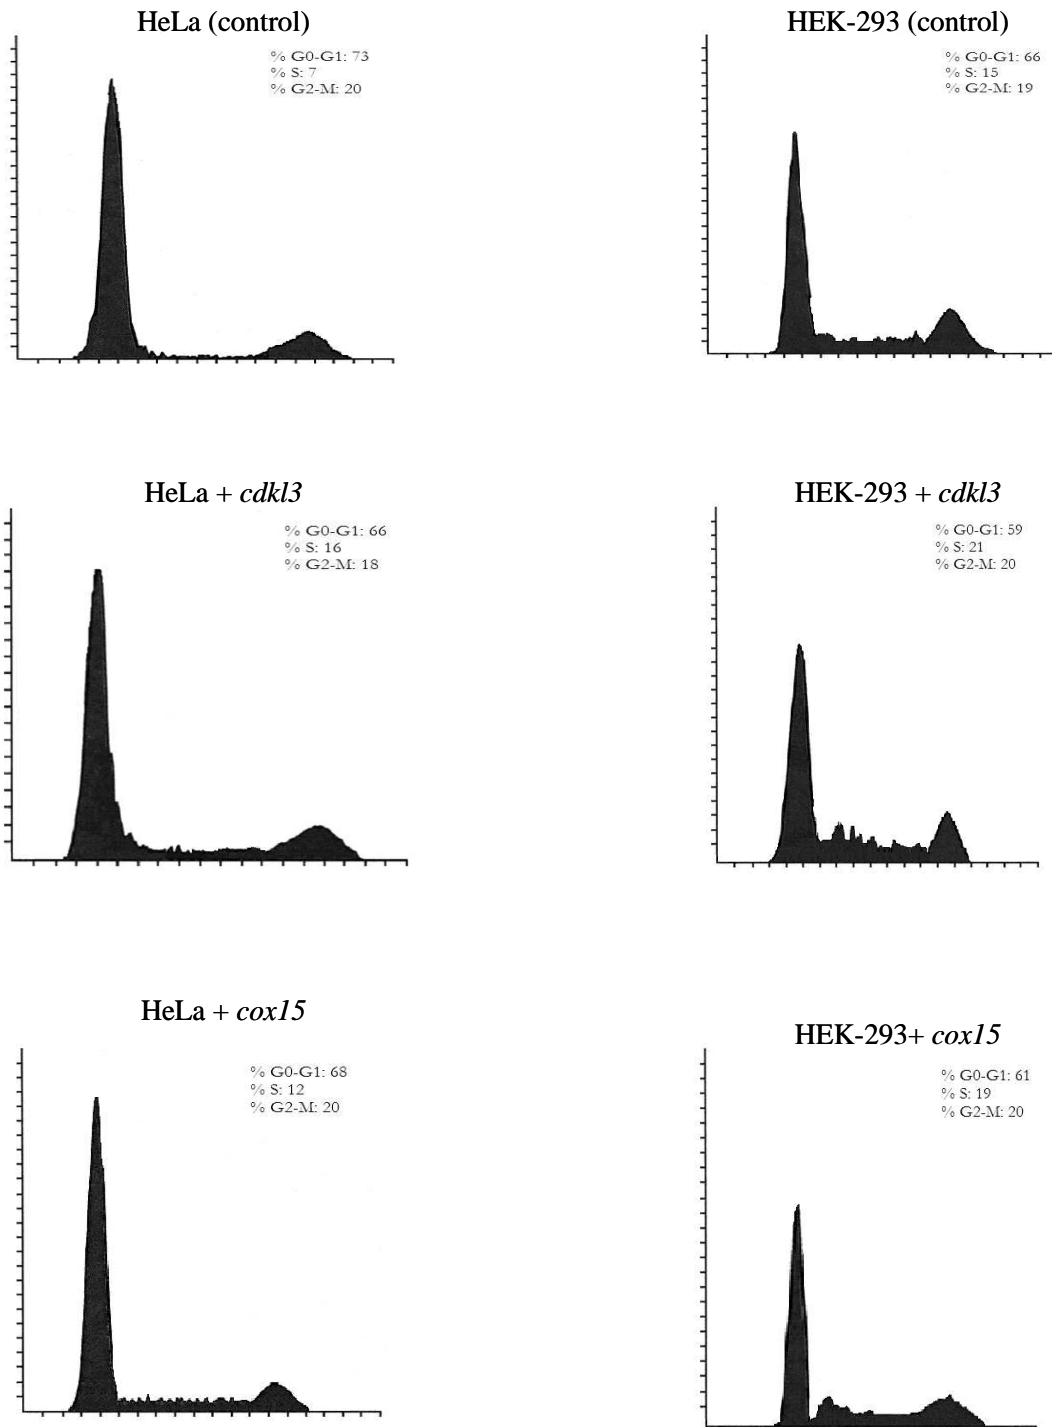 HeLa (control)
% G0-G1: 73
% S: 7
% G2-M: 20
HEK-293 (control)
% G0-G1: 66
% S: 15
% G2-M: 19
HeLa + cdkl3
% G0-G1: 66
% S: 16
% G2-M: 18
HEK-293 + cdkl3
% G0-G1: 59
% S: 21
% G2-M: 20
HeLa + cox15
% G0-G1: 68
% S: 12
% G2-M: 20
HEK-293+ cox15
% G0-G1: 61
% S: 19
% G2-M: 20